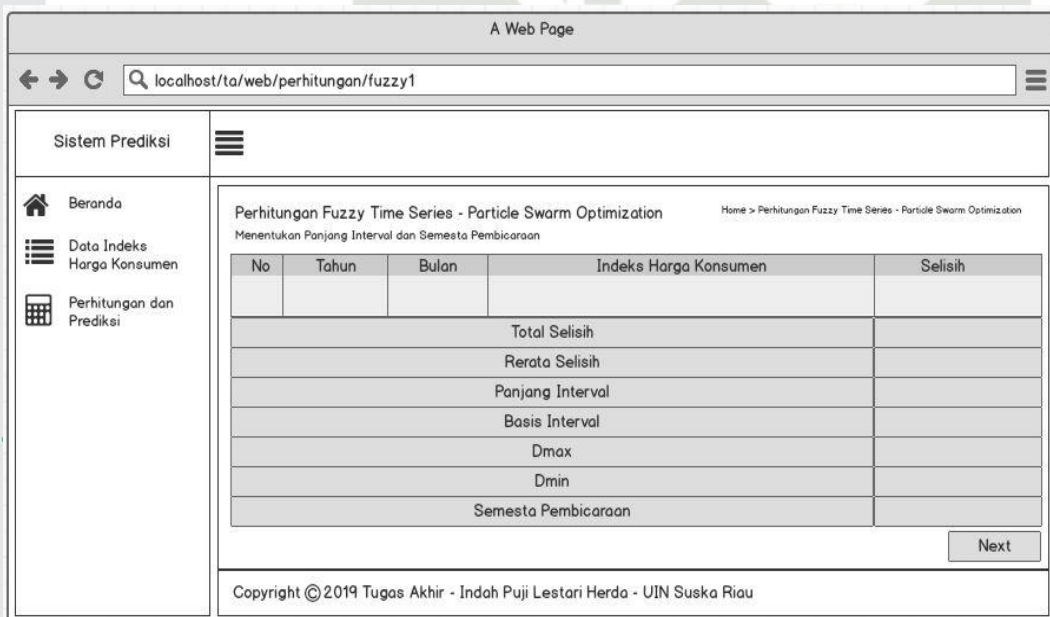 A Web Page
localhost/ta/web/perhitungan/fuzzy1
Sistem Prediksi
Beranda
Data Indeks
Harga Konsumen
Perhitungan dan
Prediksi
Perhitungan Fuzzy Time Series - Particle Swarm Optimization
Home > Perhitungan Fuzzy Time Series - Particle Swarm Optimization
Menentukan Panjang Interval dan Semesta Pembicaraan
No Tahun Bulan Indeks Harga Konsumen Selisih
Total Selisih
Rerata Selisih
Panjang Interval
Basis Interval
Dmax
Dmin
Semesta Pembicaraan
Next
Copyright © 2019 Tugas Akhir - Indah Puji Lestari Herda - UIN Suska Riau